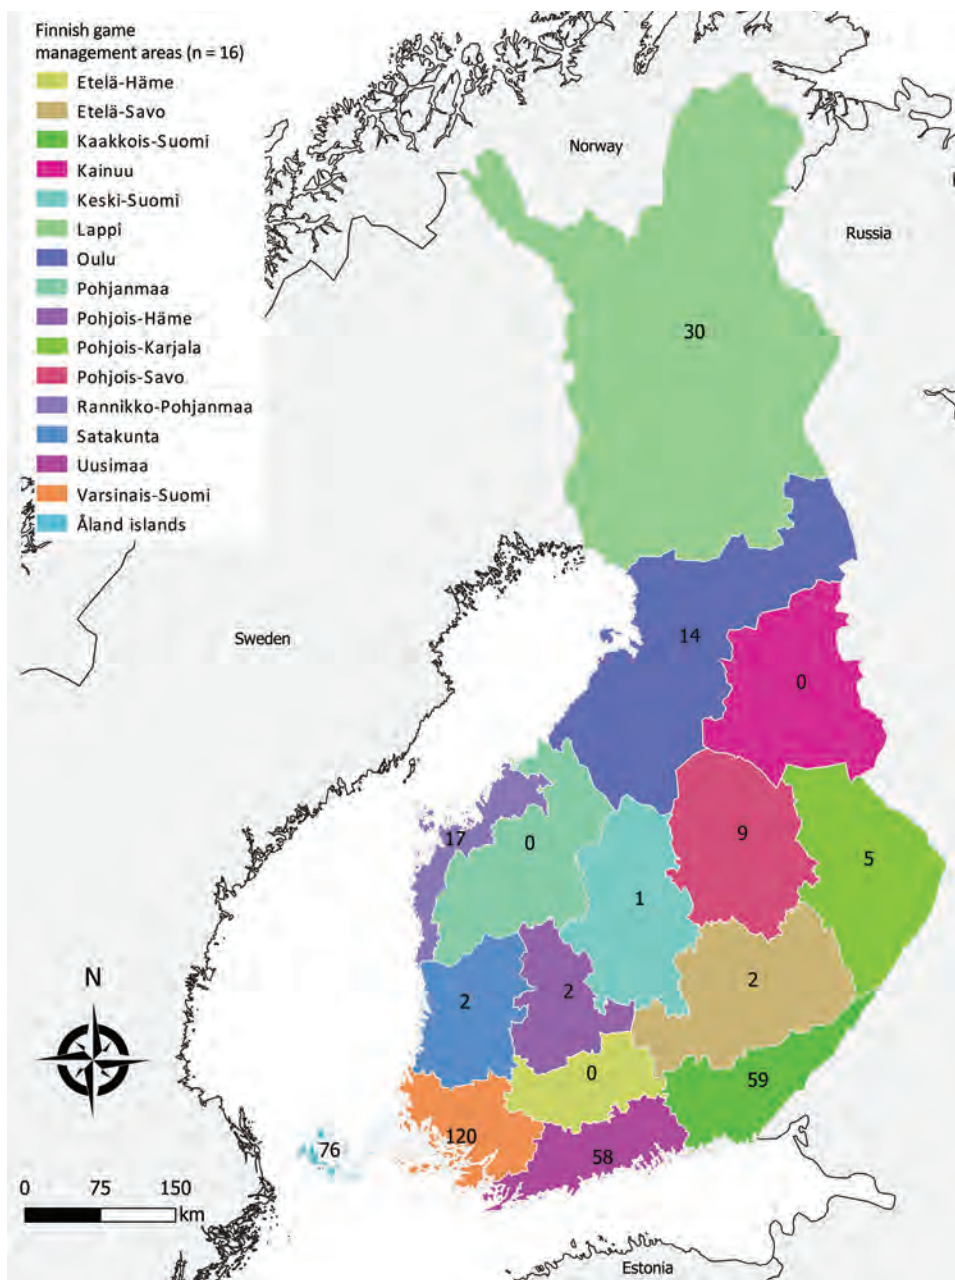 Finnish game
management areas (n = 16)
Etelä-Häme
Etelä-Savo
Kaakkois-Suomi
Kainuu
Keski-Suomi
Lappi
Oulu
Pohjanmaa
Pohjois-Häme
Pohjois-Karjala
Pohjois-Savo
Rannikko-Pohjanmaa
Satakunta
Uusimaa
Varsinais-Suomi
Åland islands
Norway
Russia
30
Sweden
14
0
17
0
9
5
1
2
2
2
N
0
59
120
76
58
0 75 150
km
Estonia